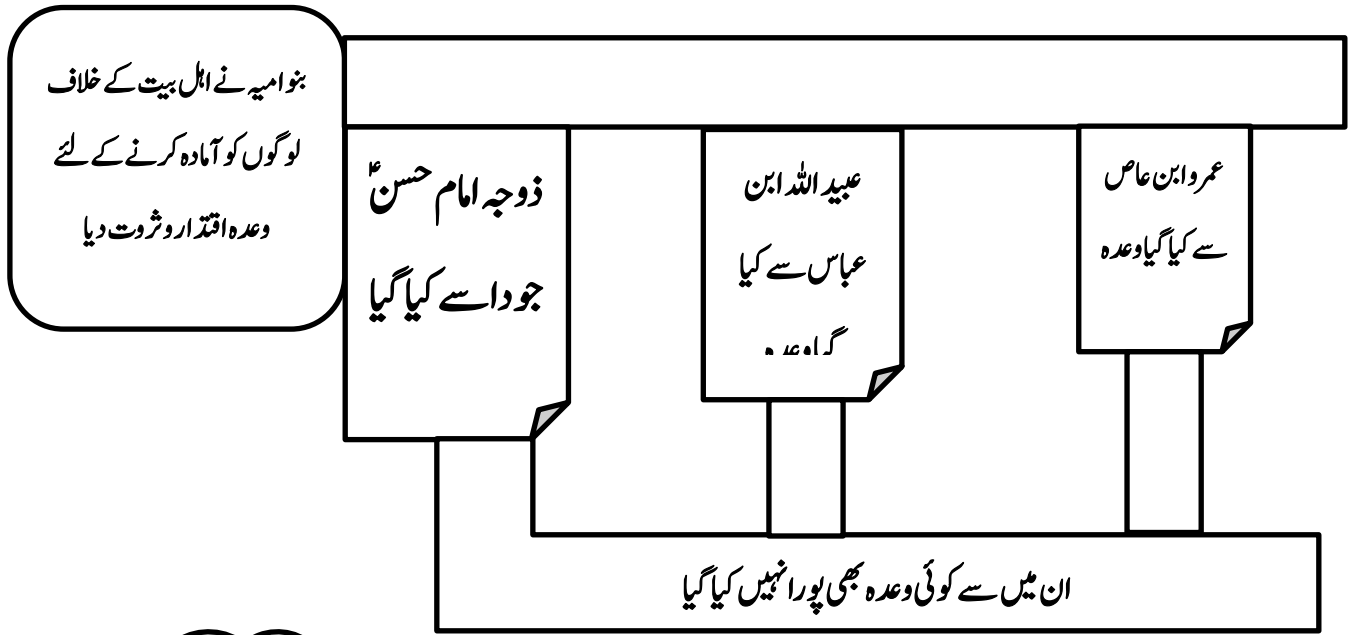 بنو امیہ نے اہل بیت کے خلاف
لوگوں کو آمادہ کرنے کے لئے
وعدہ اقتدار و ثروت دیا
عمرو ابن عاص
سے کیا گیا وعدہ
عبید اللہ ابن
عباس سے کیا
گیا وعدہ
ذوجہ امام حسنؑ
جودا سے کیا گیا
ان میں سے کوئی وعدہ بھی پورا نہیں کیا گیا